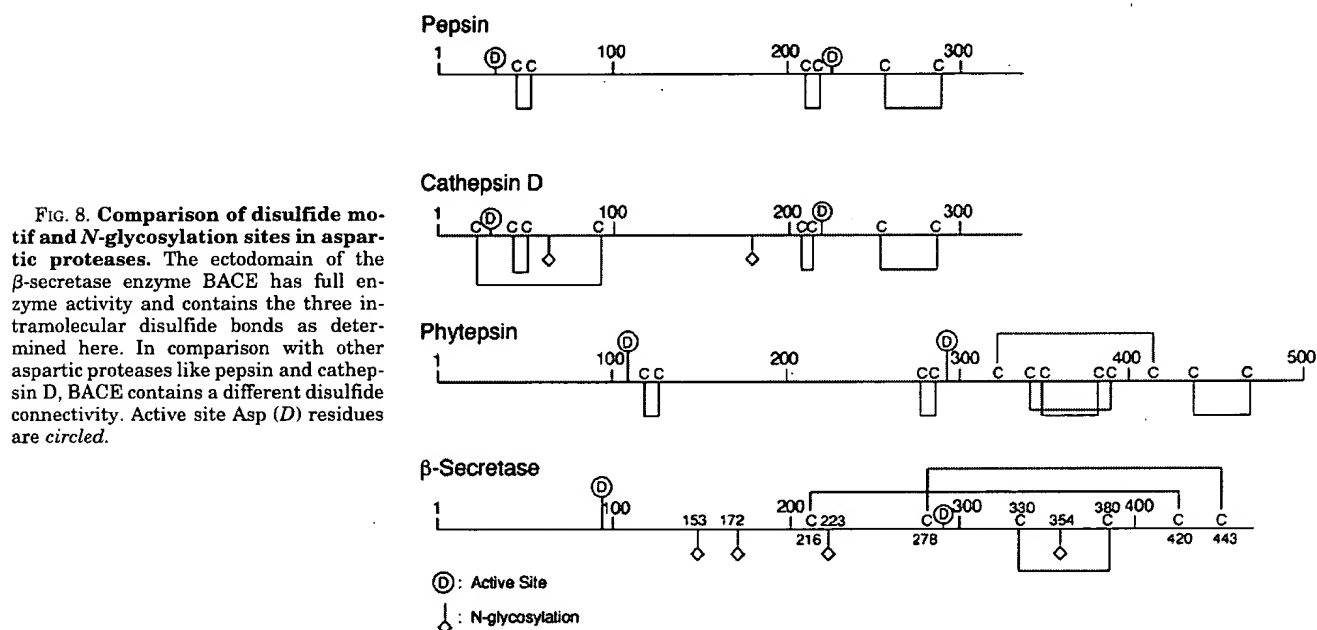 FIG. 8. Comparison of disulfide mo-
tif and N-glycosylation sites in aspar-
tic proteases. The ectodomain of the
β-secretase enzyme BACE has full en-
zyme activity and contains the three in-
tramolecular disulfide bonds as deter-
mined here. In comparison with other
aspartic proteases like pepsin and cathep-
sin D, BACE contains a different disulfide
connectivity. Active site Asp (D) residues
are circled.
Pepsin
1 100 200 300
D C C C C D C C
Cathepsin D
1 100 200 300
C D C C C C C D C C
Phytepsin
1 100 200 300 400 500
D C C C C D C C C C C C C C
β-Secretase
1 D 100 153 172 200 C 223 C D 300 330 C 354 380 C 400 C C
216 278 420 443
D : Active Site
: N-glycosylation